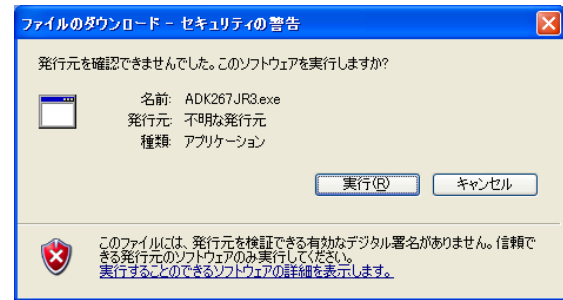 ファイルのダウンロード - セキュリティの警告
発行元を確認できませんでした。このソフトウェアを実行しますか?
名前: ADK267JR3.exe
発行元: 不明な発行元
種類: アプリケーション
実行(R) キャンセル
このファイルには、発行元を検証できる有効なデジタル署名がありません。信頼で
きる発行元のソフトウェアのみ実行してください。
実行することのできるソフトウェアの詳細を表示します。